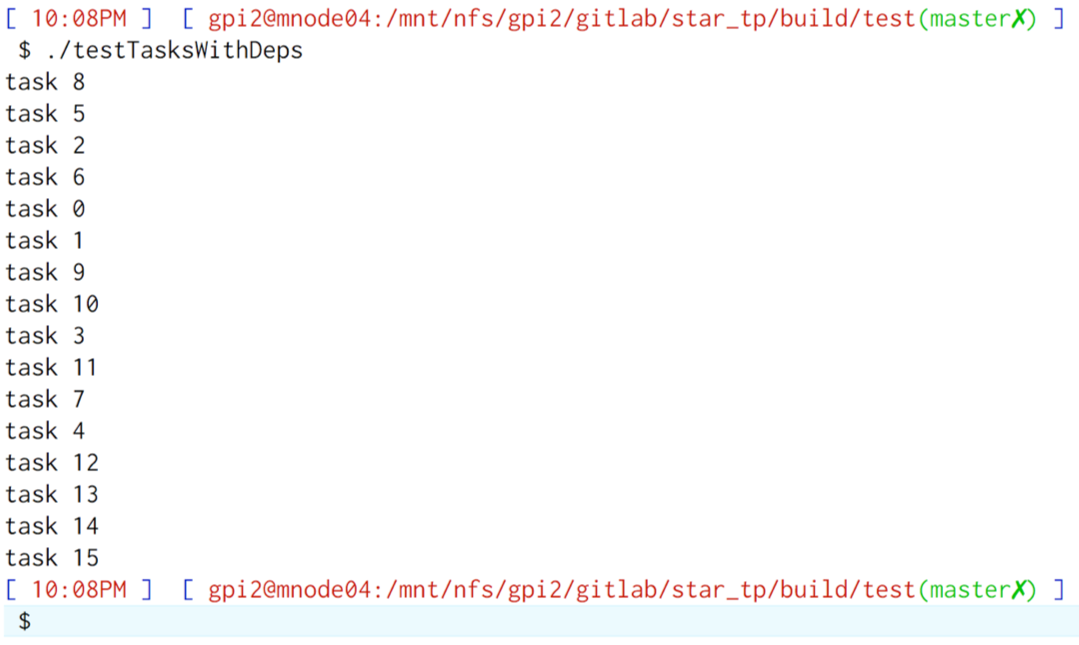 [ 10:08PM ]  [ gpi2@mnode04:/mnt/nfs/gpi2/gitlab/star_tp/build/test(master✗) ]
$ ./testTasksWithDeps
task 8
task 5
task 2
task 6
task 0
task 1
task 9
task 10
task 3
task 11
task 7
task 4
task 12
task 13
task 14
task 15
[ 10:08PM ]  [ gpi2@mnode04:/mnt/nfs/gpi2/gitlab/star_tp/build/test(master✗) ]
$